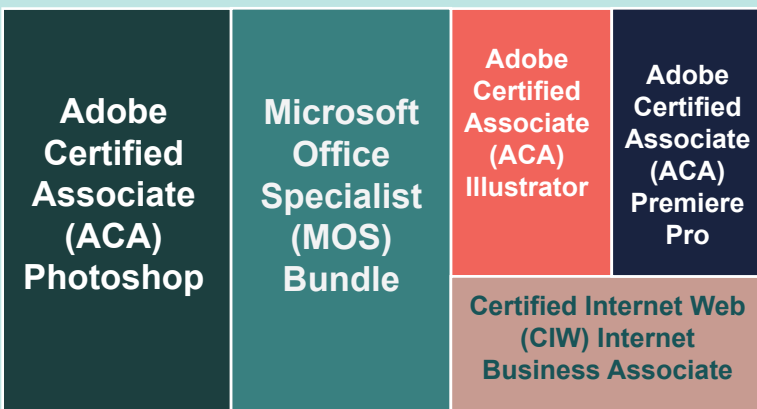 Adobe
Certified
Associate
(ACA)
Photoshop
Microsoft
Office
Specialist
(MOS)
Bundle
Adobe
Certified
Associate
(ACA)
Illustrator
Adobe
Certified
Associate
(ACA)
Premiere
Pro
Certified Internet Web
(CIW) Internet
Business Associate